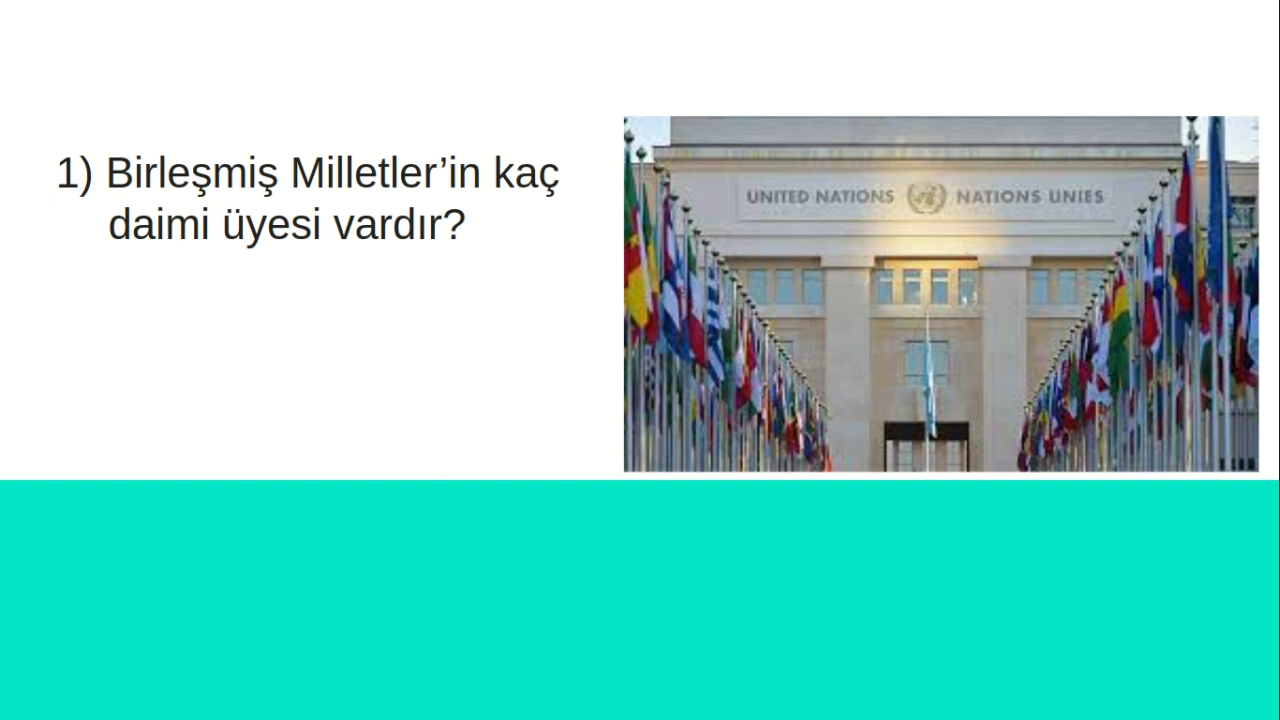 1) Birleşmiş Milletler’in kaç
daimi üyesi vardır?
UNITED NATIONS NATIONS UNIES